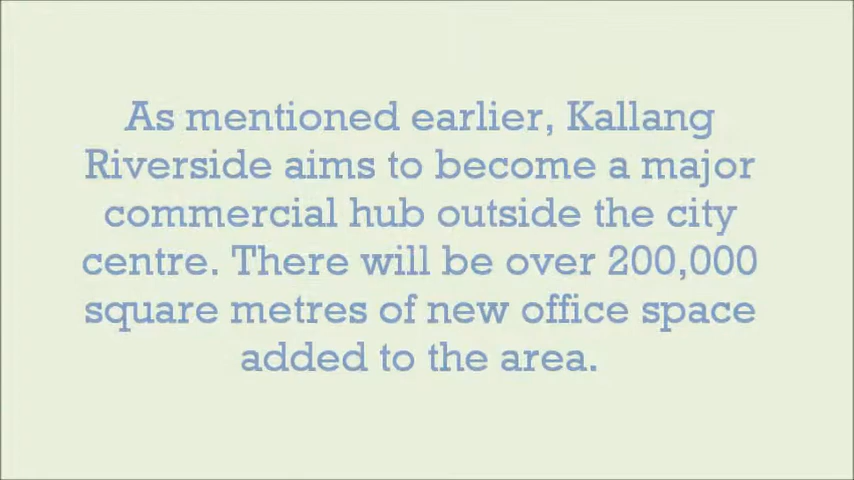 As mentioned earlier, Kallang
Riverside aims to become a major
commercial hub outside the city
centre. There will be over 200,000
square metres of new office space
added to the area.